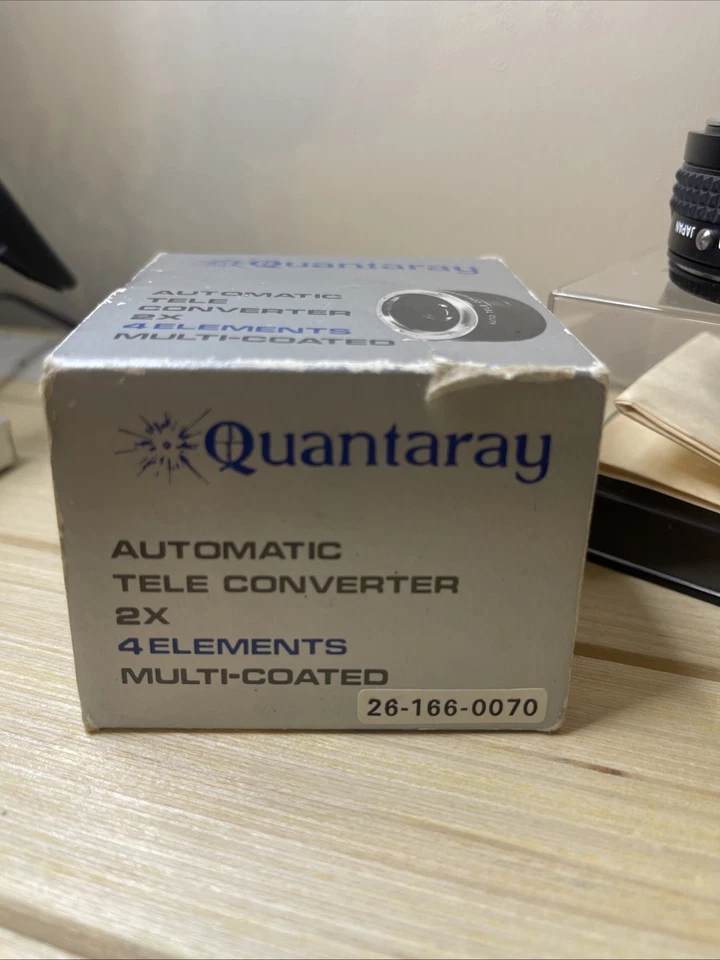 Quantaray
AUTOMATIC
TELE
CONVERTER
2X
4 ELEMENTS
MULTI-COATED
Quantaray
AUTOMATIC
TELE CONVERTER
2X
4 ELEMENTS
MULTI-COATED
26-166-0070
JAPAN